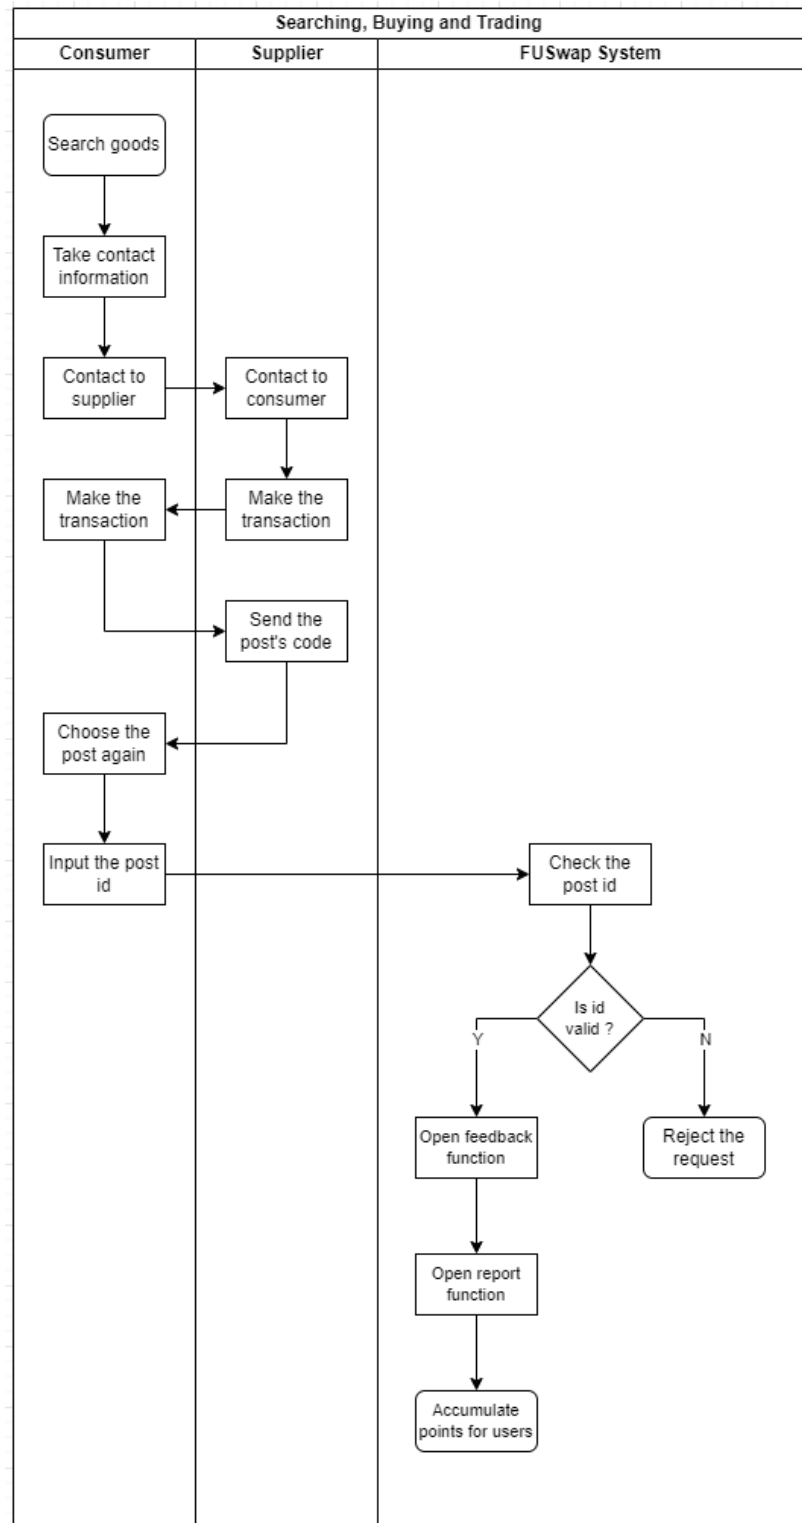 Searching, Buying and Trading
Consumer
Supplier
FUSwap System
Search goods
Take contact
information
Contact to
supplier
Contact to
consumer
Make the
transaction
Make the
transaction
Send the
post's code
Choose the
post again
Input the post
id
Check the
post id
Is id
valid ?
Y
N
Open feedback
function
Reject the
request
Open report
function
Accumulate
points for users